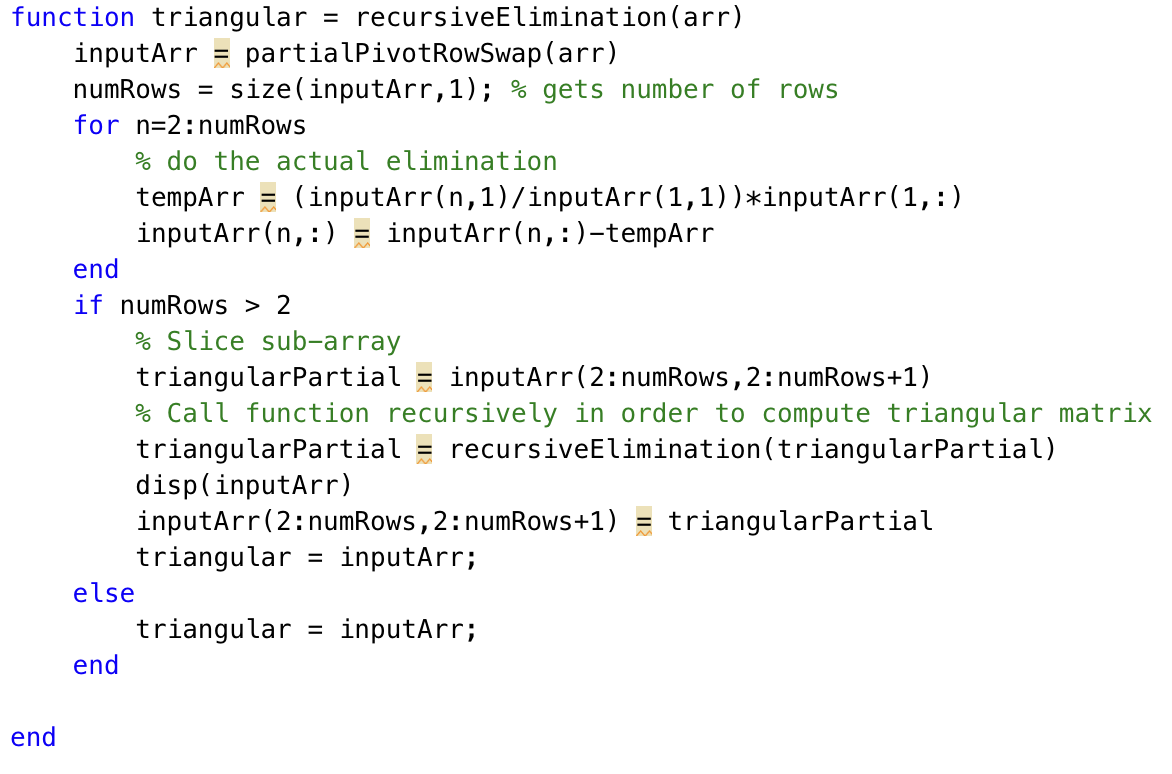 function triangular = recursiveElimination(arr)
    inputArr = partialPivotRowSwap(arr)
    numRows = size(inputArr,1); % gets number of rows
    for n=2:numRows
        % do the actual elimination
        tempArr = (inputArr(n,1)/inputArr(1,1))*inputArr(1,:)
        inputArr(n,:) = inputArr(n,:)-tempArr
    end
    if numRows > 2
        % Slice sub-array
        triangularPartial = inputArr(2:numRows,2:numRows+1)
        % Call function recursively in order to compute triangular matrix
        triangularPartial = recursiveElimination(triangularPartial)
        disp(inputArr)
        inputArr(2:numRows,2:numRows+1) = triangularPartial
        triangular = inputArr;
    else
        triangular = inputArr;
    end
end